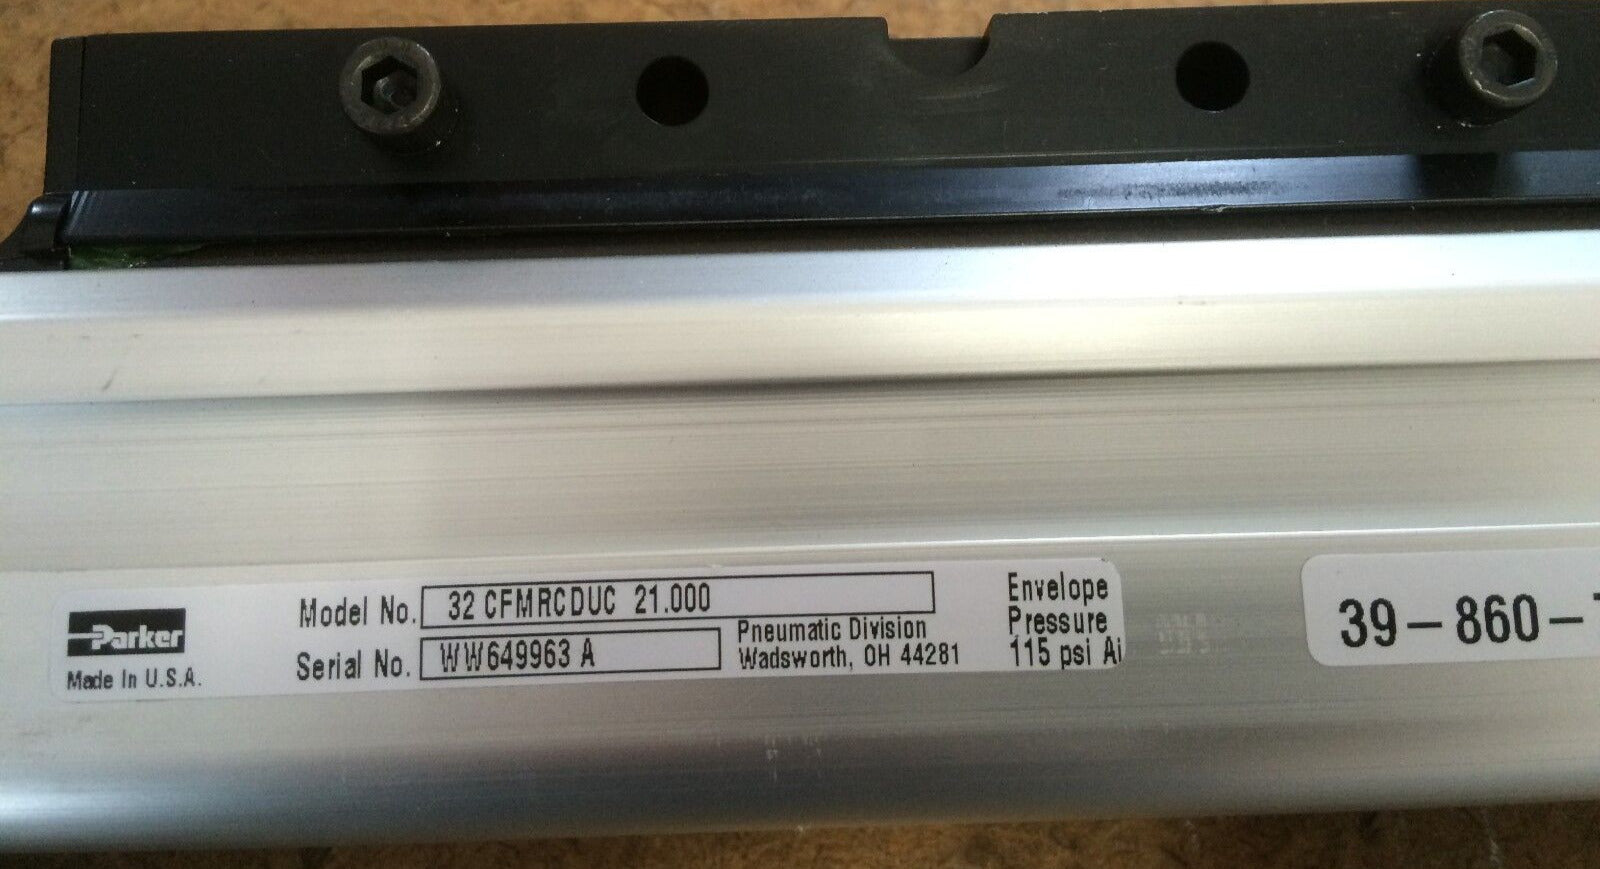 Parker
Made In U.S.A.
Model No. 32 CFMRCDUC 21.000
Serial No. WW649963 A
Pneumatic Division
Wadsworth, OH 44281
Envelope
Pressure
115 psi Ai
39-860-